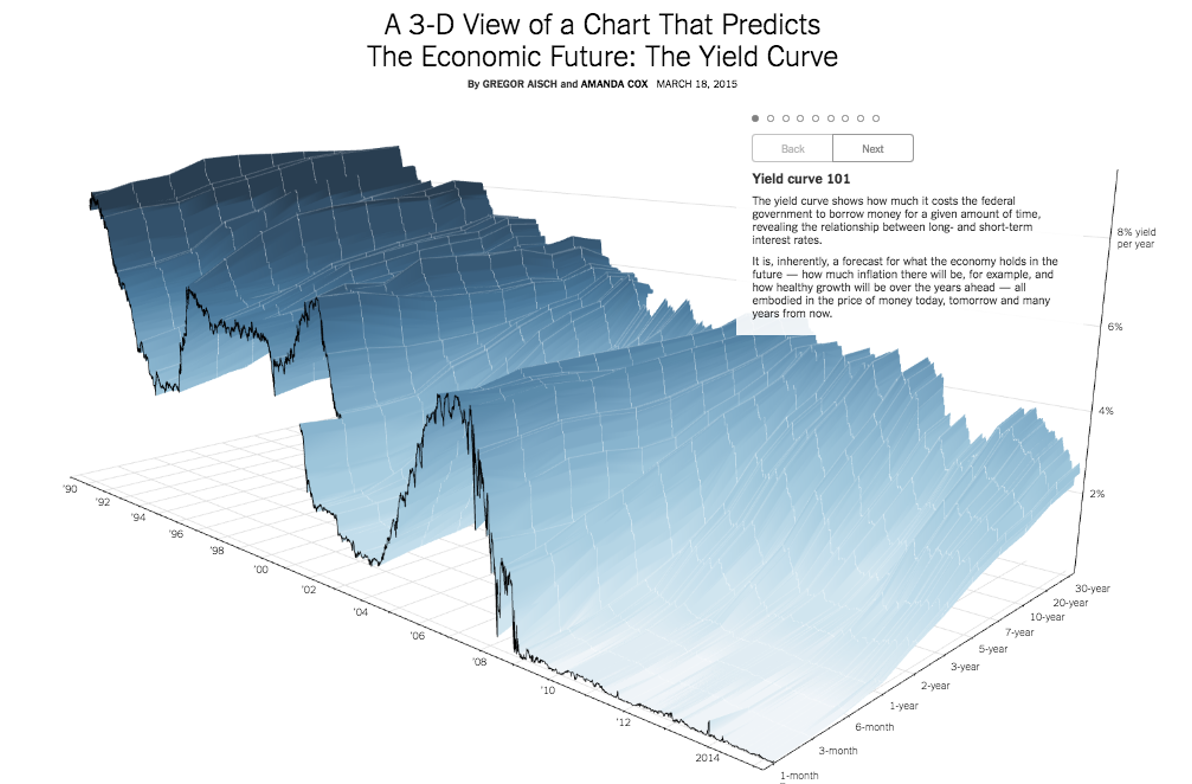 A 3-D View of a Chart That Predicts
The Economic Future: The Yield Curve
By GREGOR AISCH and AMANDA COX MARCH 18, 2015
Back
Next
Yield curve 101
The yield curve shows how much it costs the federal
government to borrow money for a given amount of time,
revealing the relationship between long- and short-term
interest rates.
It is, inherently, a forecast for what the economy holds in the
future — how much inflation there will be, for example, and
how healthy growth will be over the years ahead — all
embodied in the price of money today, tomorrow and many
years from now.
8% yield
per year
6%
4%
2%
'90
'92
'94
'96
'98
'00
'02
'04
'06
'08
'10
'12
2014
30-year
20-year
10-year
7-year
5-year
3-year
2-year
1-year
6-month
3-month
1-month